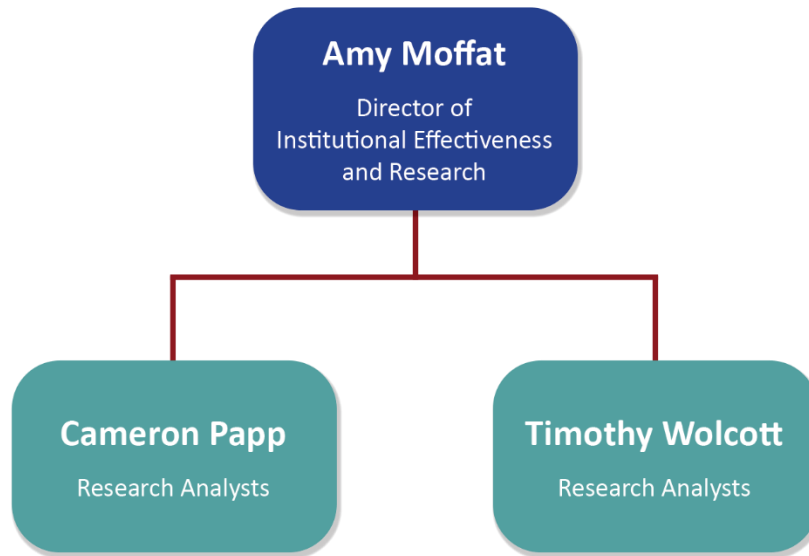 Amy Moffat
Director of
Institutional Effectiveness
and Research
Cameron Papp
Research Analysts
Timothy Wolcott
Research Analysts